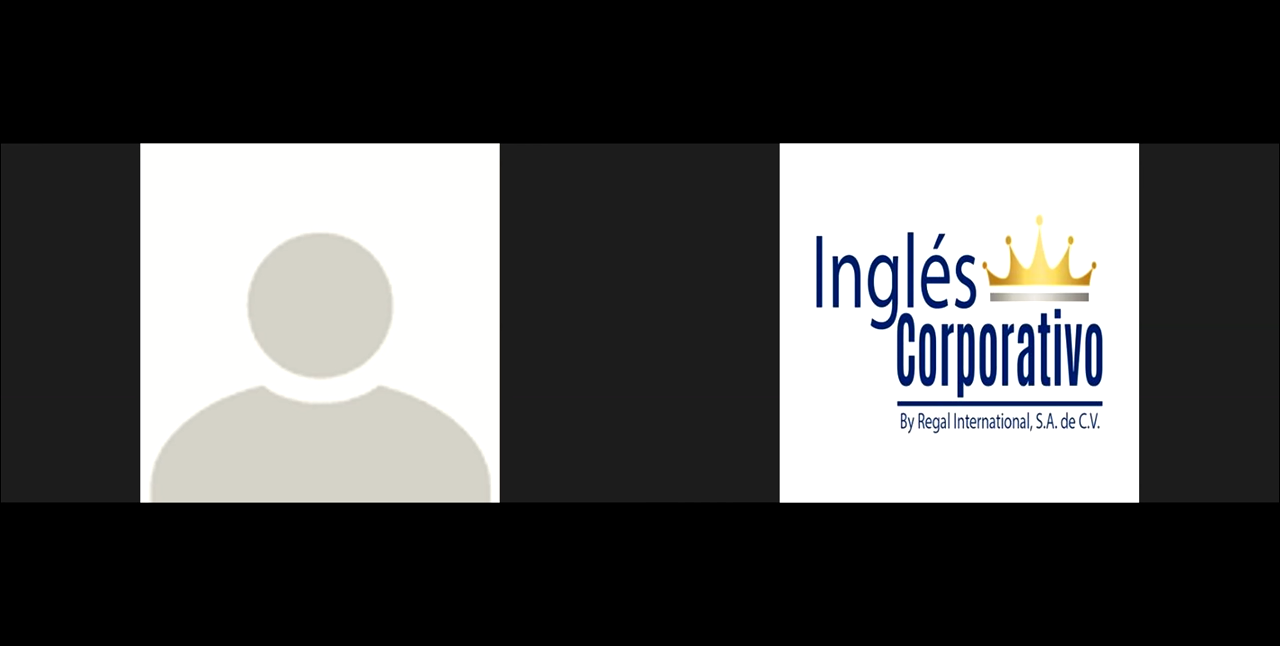 Inglés
Corporativo
By Regal International, S.A. de C.V.